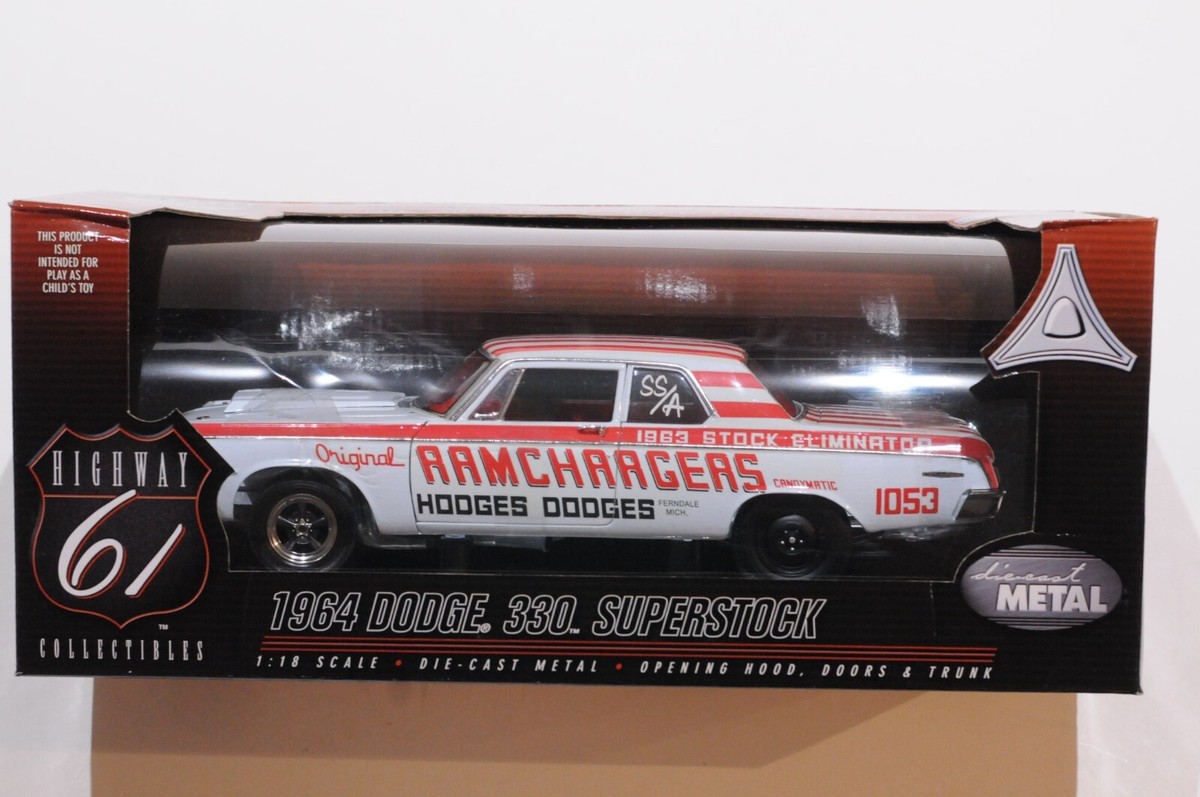 THIS PRODUCT
IS NOT
INTENDED FOR
PLAY AS A
CHILD'S TOY
SS/A
1963 STOCK ELIMINATOR
Original
RAMCHARGERS
CANDYMATIC
HODGES DODGES
FERNDALE
MICH.
1053
HIGHWAY
61
™
COLLECTIBLES
die-cast
METAL
1964 DODGE® 330™ SUPERSTOCK
1:18 SCALE • DIE-CAST METAL • OPENING HOOD, DOORS & TRUNK